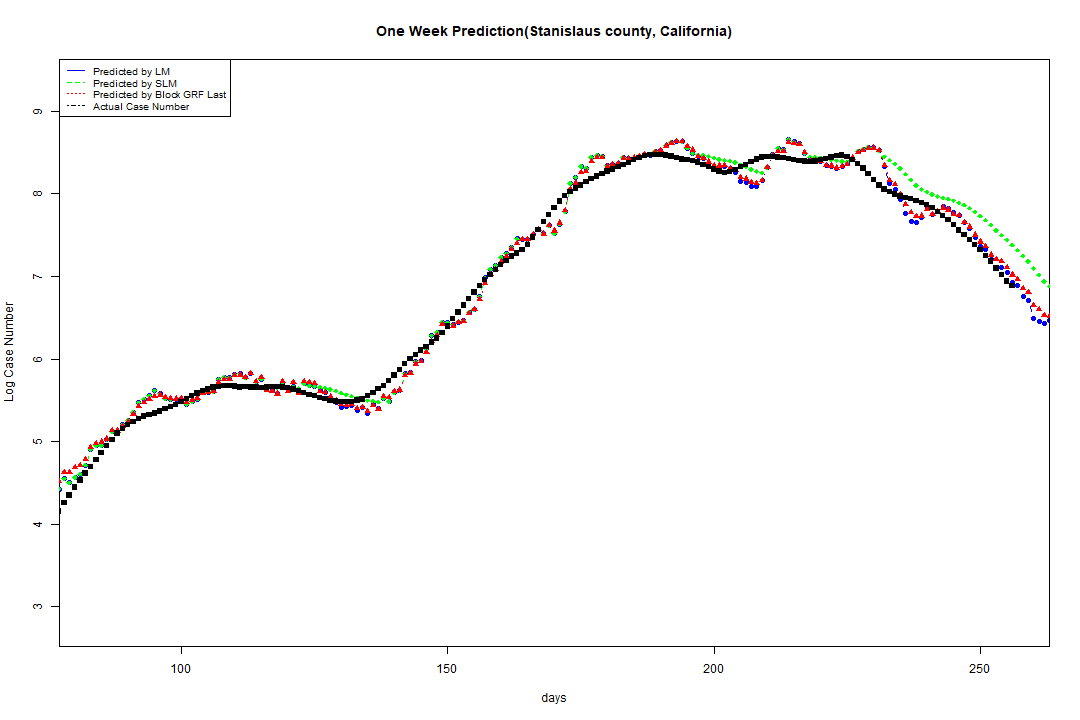 One Week Prediction(Stanislaus county, California)
Predicted by LM
Predicted by SLM
Predicted by Block GRF Last
Actual Case Number
9
8
7
6
5
4
3
Log Case Number
100 150 200 250
days